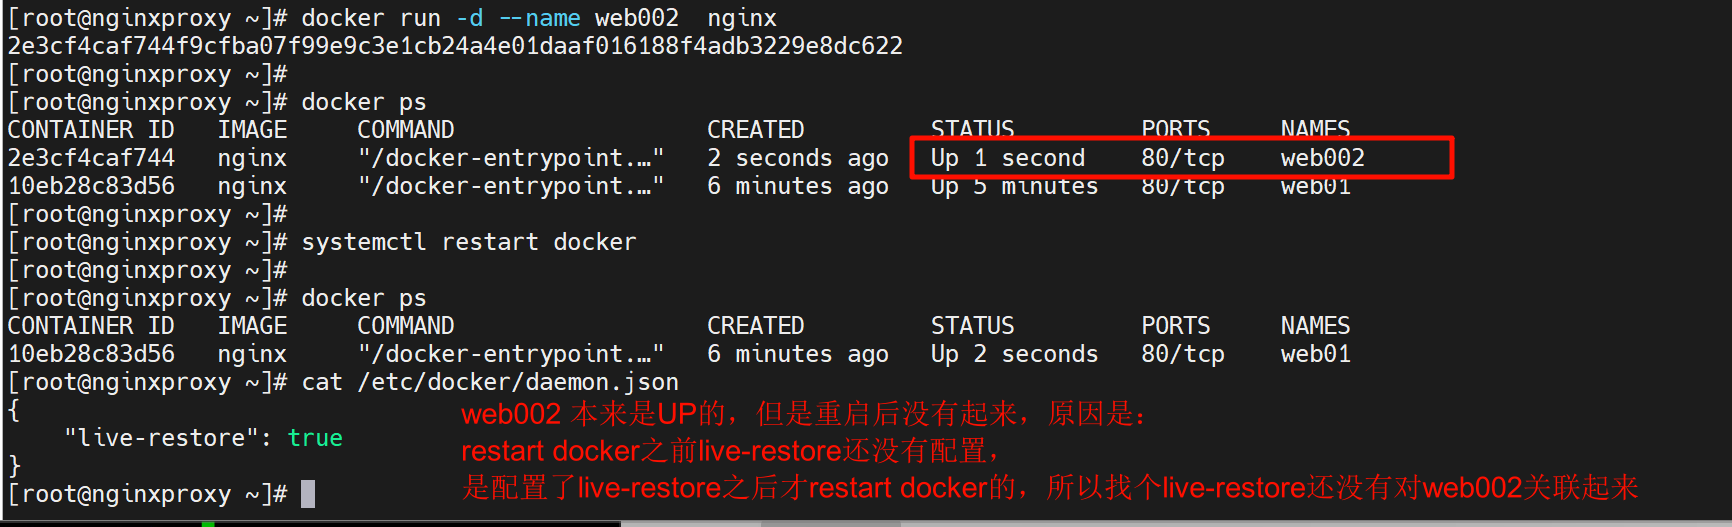 [root@nginxproxy ~]# docker run -d --name web002  nginx
2e3cf4caf744f9cfba07f99e9c3e1cb24a4e01daaf016188f4adb3229e8dc622
[root@nginxproxy ~]#
[root@nginxproxy ~]# docker ps
CONTAINER ID   IMAGE     COMMAND                  CREATED         STATUS         PORTS     NAMES
2e3cf4caf744   nginx     "/docker-entrypoint.…"   2 seconds ago   Up 1 second    80/tcp    web002
10eb28c83d56   nginx     "/docker-entrypoint.…"   6 minutes ago   Up 5 minutes   80/tcp    web01
[root@nginxproxy ~]#
[root@nginxproxy ~]# systemctl restart docker
[root@nginxproxy ~]#
[root@nginxproxy ~]# docker ps
CONTAINER ID   IMAGE     COMMAND                  CREATED         STATUS         PORTS     NAMES
10eb28c83d56   nginx     "/docker-entrypoint.…"   6 minutes ago   Up 2 seconds   80/tcp    web01
[root@nginxproxy ~]# cat /etc/docker/daemon.json
{
    "live-restore": true
}
[root@nginxproxy ~]#
web002 本来是UP的，但是重启后没有起来，原因是：
restart docker之前live-restore还没有配置，
是配置了live-restore之后才restart docker的，所以找个live-restore还没有对web002关联起来